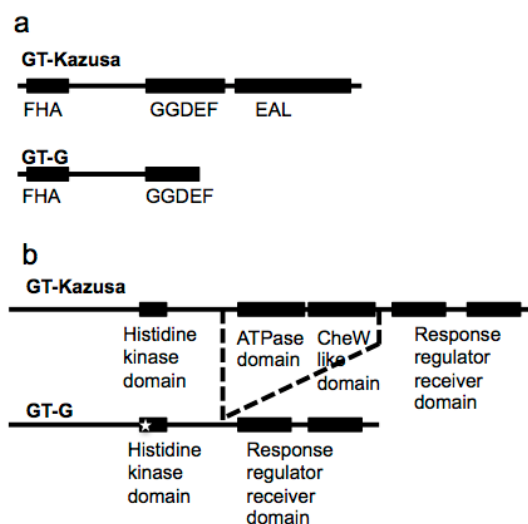 a
GT-Kazusa
FHA GGDEF EAL
GT-G
FHA GGDEF
b
GT-Kazusa
Histidine
kinase
domain
ATPase
domain
CheW
like
domain
Response
regulator
receiver
domain
GT-G
Histidine
kinase
domain
Response
regulator
receiver
domain